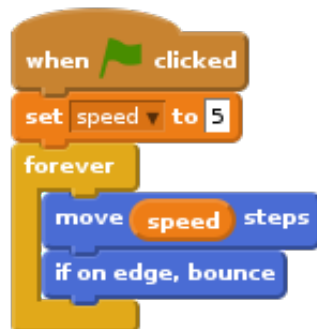 when clicked
set speed to 5
forever
move speed steps
if on edge, bounce